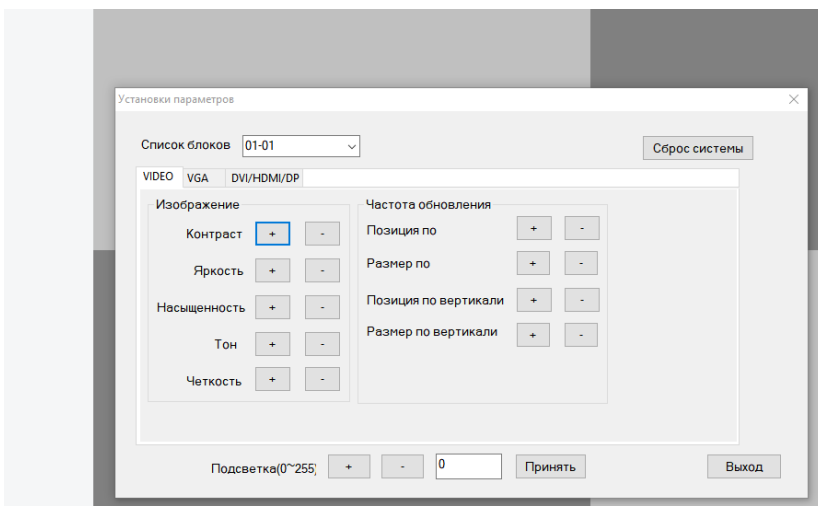 Установки параметров
Список блоков 01-01 Сброс системы
VIDEO VGA DVI/HDMI/DP
Изображение Частота обновления
Контраст + - Позиция по + -
Яркость + - Размер по + -
Насыщенность + - Позиция по вертикали + -
Тон + - Размер по вертикали + -
Четкость + -
Подсветка(0~255) + - 0 Принять Выход